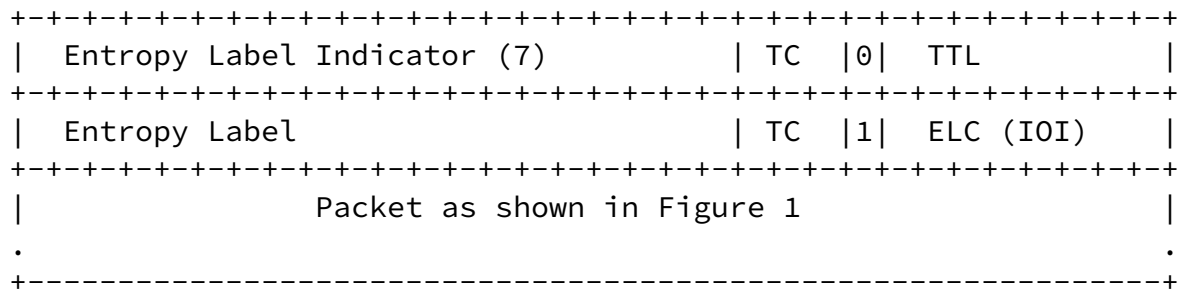 +-+-+-+-+-+-+-+-+-+-+-+-+-+-+-+-+-+-+-+-+-+-+-+-+-+-+-+-+-+-+-+-+
|  Entropy Label Indicator (7)          | TC  |0|  TTL          |
+-+-+-+-+-+-+-+-+-+-+-+-+-+-+-+-+-+-+-+-+-+-+-+-+-+-+-+-+-+-+-+-+
|  Entropy Label                        | TC  |1|  ELC (IOI)    |
+-+-+-+-+-+-+-+-+-+-+-+-+-+-+-+-+-+-+-+-+-+-+-+-+-+-+-+-+-+-+-+-+
|                Packet as shown in Figure 1                    |
.                                                               .
+---------------------------------------------------------------+